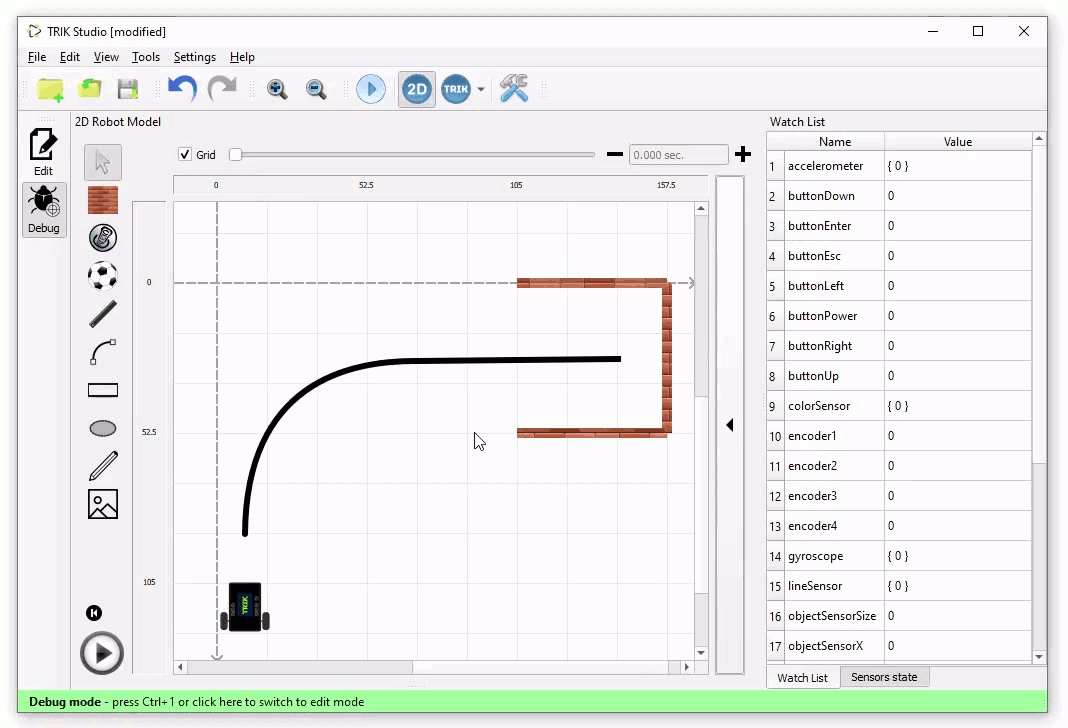 TRIK Studio [modified]
File Edit View Tools Settings Help
2D TRIK
2D Robot Model
Watch List
Edit
Debug
Grid
0.000 sec.
0 52.5 105 157.5
0
52.5
105
TRIK
Name Value
1 accelerometer { 0 }
2 buttonDown 0
3 buttonEnter 0
4 buttonEsc 0
5 buttonLeft 0
6 buttonPower 0
7 buttonRight 0
8 buttonUp 0
9 colorSensor { 0 }
10 encoder1 0
11 encoder2 0
12 encoder3 0
13 encoder4 0
14 gyroscope { 0 }
15 lineSensor { 0 }
16 objectSensorSize 0
17 objectSensorX 0
Watch List Sensors state
Debug mode - press Ctrl+1 or click here to switch to edit mode